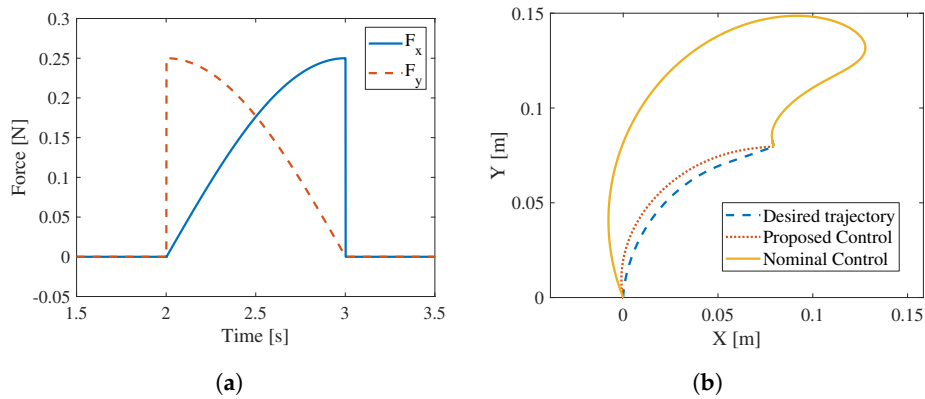 0.3
0.25
0.2
0.15
0.1
0.05
0
-0.05
1.5 2 2.5 3 3.5
Force [N]
Time [s]
F_x
F_y
(a)
0.15
0.1
0.05
0
0 0.05 0.1 0.15
Y [m]
X [m]
Desired trajectory
Proposed Control
Nominal Control
(b)